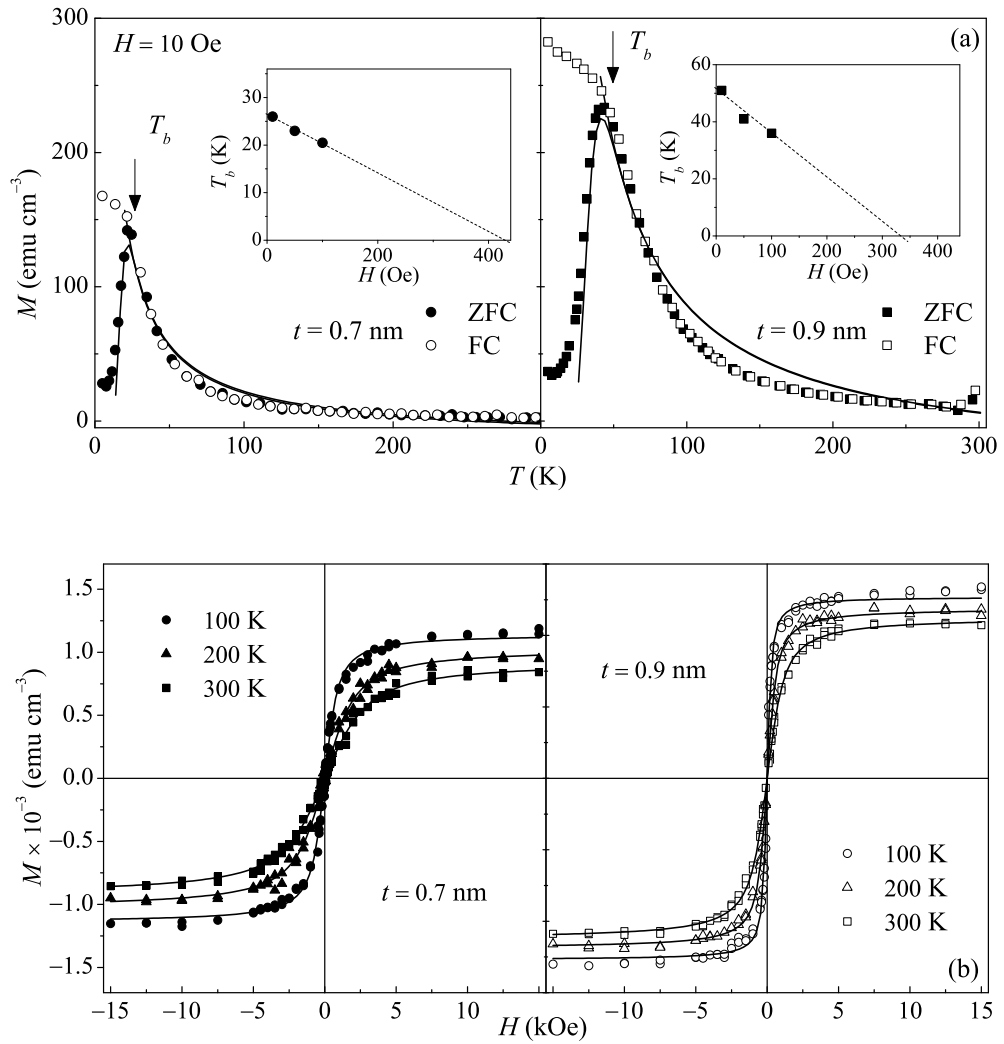 H = 10 Oe
(a)
T_b
T_b
M (emu cm⁻³)
300
200
100
0
0
100
200
0
100
200
300
T (K)
T_b (K)
30
20
10
0
0
200
400
H (Oe)
T_b (K)
60
40
20
0
0
200
400
H (Oe)
t = 0.7 nm
ZFC
FC
t = 0.9 nm
ZFC
FC
M × 10⁻³ (emu cm⁻³)
1.5
1.0
0.5
0.0
−0.5
−1.0
−1.5
100 K
200 K
300 K
t = 0.7 nm
t = 0.9 nm
100 K
200 K
300 K
(b)
−15
−10
−5
0
5
10
−10
−5
0
5
10
15
H (kOe)